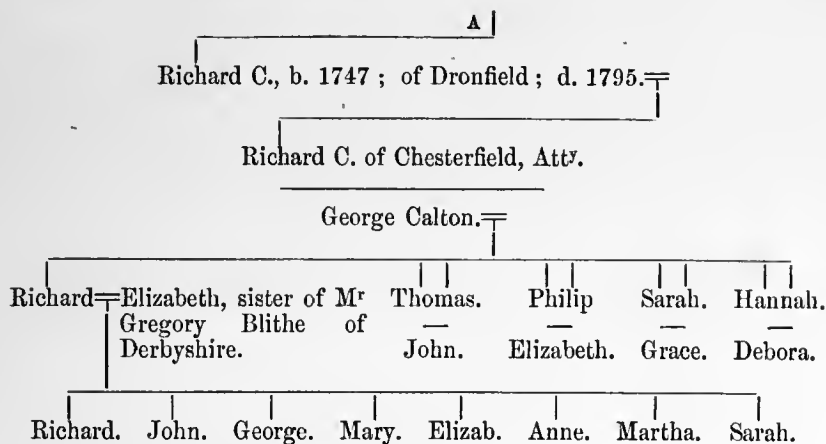 A
Richard C., b. 1747 ; of Dronfield ; d. 1795.
Richard C. of Chesterfield, Attʸ.
George Calton.
Richard Elizabeth, sister of Mʳ Thomas. Philip Sarah. Hannah.
Gregory Blithe of — — — —
Derbyshire. John. Elizabeth. Grace. Debora.
Richard. John. George. Mary. Elizab. Anne. Martha. Sarah.